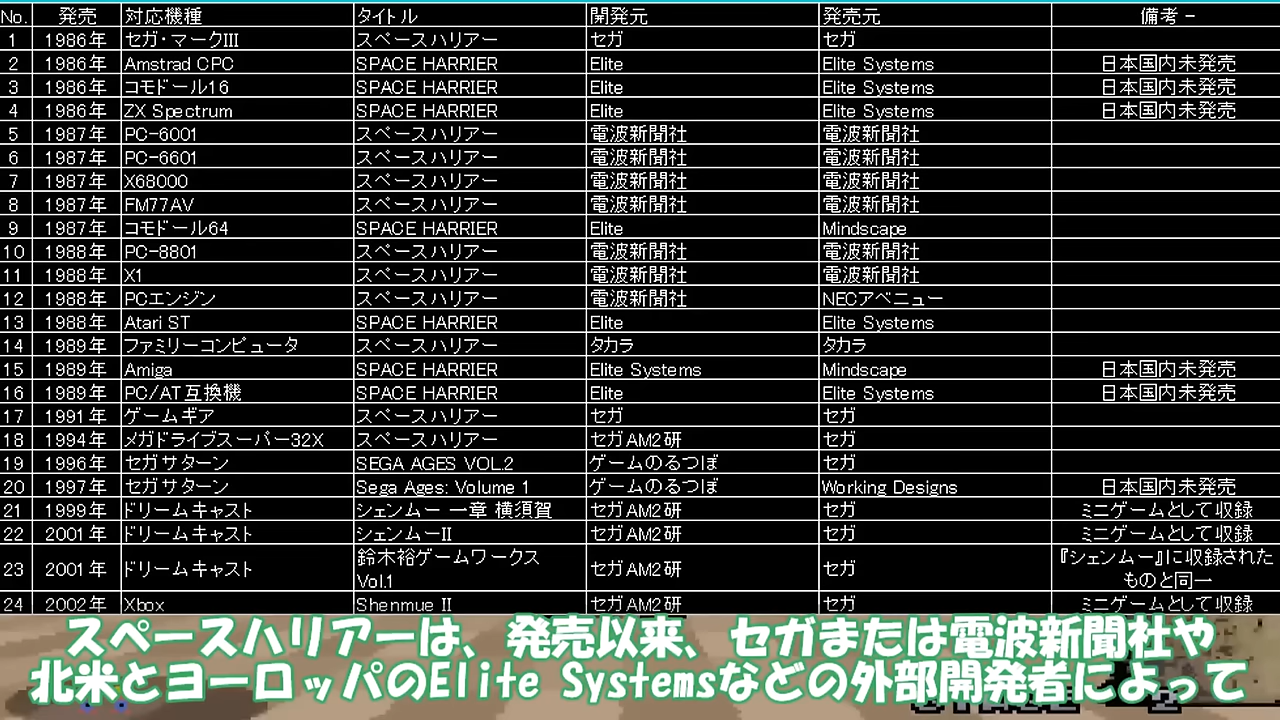 No. 発売 対応機種 タイトル 開発元 発売元 備考 -
1 1986年 セガ・マークⅢ スペースハリアー セガ セガ
2 1986年 Amstrad CPC SPACE HARRIER Elite Elite Systems 日本国内未発売
3 1986年 コモドール16 SPACE HARRIER Elite Elite Systems 日本国内未発売
4 1986年 ZX Spectrum SPACE HARRIER Elite Elite Systems 日本国内未発売
5 1987年 PC-6001 スペースハリアー 電波新聞社 電波新聞社
6 1987年 PC-6601 スペースハリアー 電波新聞社 電波新聞社
7 1987年 X68000 スペースハリアー 電波新聞社 電波新聞社
8 1987年 FM77AV スペースハリアー 電波新聞社 電波新聞社
9 1987年 コモドール64 SPACE HARRIER Elite Mindscape
10 1988年 PC-8801 スペースハリアー 電波新聞社 電波新聞社
11 1988年 X1 スペースハリアー 電波新聞社 電波新聞社
12 1988年 PCエンジン スペースハリアー 電波新聞社 NECアベニュー
13 1988年 Atari ST SPACE HARRIER Elite Elite Systems
14 1989年 ファミリーコンピュータ スペースハリアー タカラ タカラ
15 1989年 Amiga SPACE HARRIER Elite Systems Mindscape 日本国内未発売
16 1989年 PC/AT互換機 SPACE HARRIER Elite Elite Systems 日本国内未発売
17 1991年 ゲームギア スペースハリアー セガ セガ
18 1994年 メガドライブスーパー32X スペースハリアー セガAM2研 セガ
19 1996年 セガサターン SEGA AGES VOL.2 ゲームのるつぼ セガ
20 1997年 セガサターン Sega Ages: Volume 1 ゲームのるつぼ Working Designs 日本国内未発売
21 1999年 ドリームキャスト シェンムー 一章 横須賀 セガAM2研 セガ ミニゲームとして収録
22 2001年 ドリームキャスト シェンムーII セガAM2研 セガ ミニゲームとして収録
23 2001年 ドリームキャスト 鈴木裕ゲームワークス Vol.1 セガAM2研 セガ 『シェンムー』に収録されたものと同一
24 2002年 Xbox Shenmue II セガAM2研 セガ ミニゲームとして収録
スペースハリアーは、発売以来、セガまたは電波新聞社や
北米とヨーロッパのElite Systemsなどの外部開発者によって